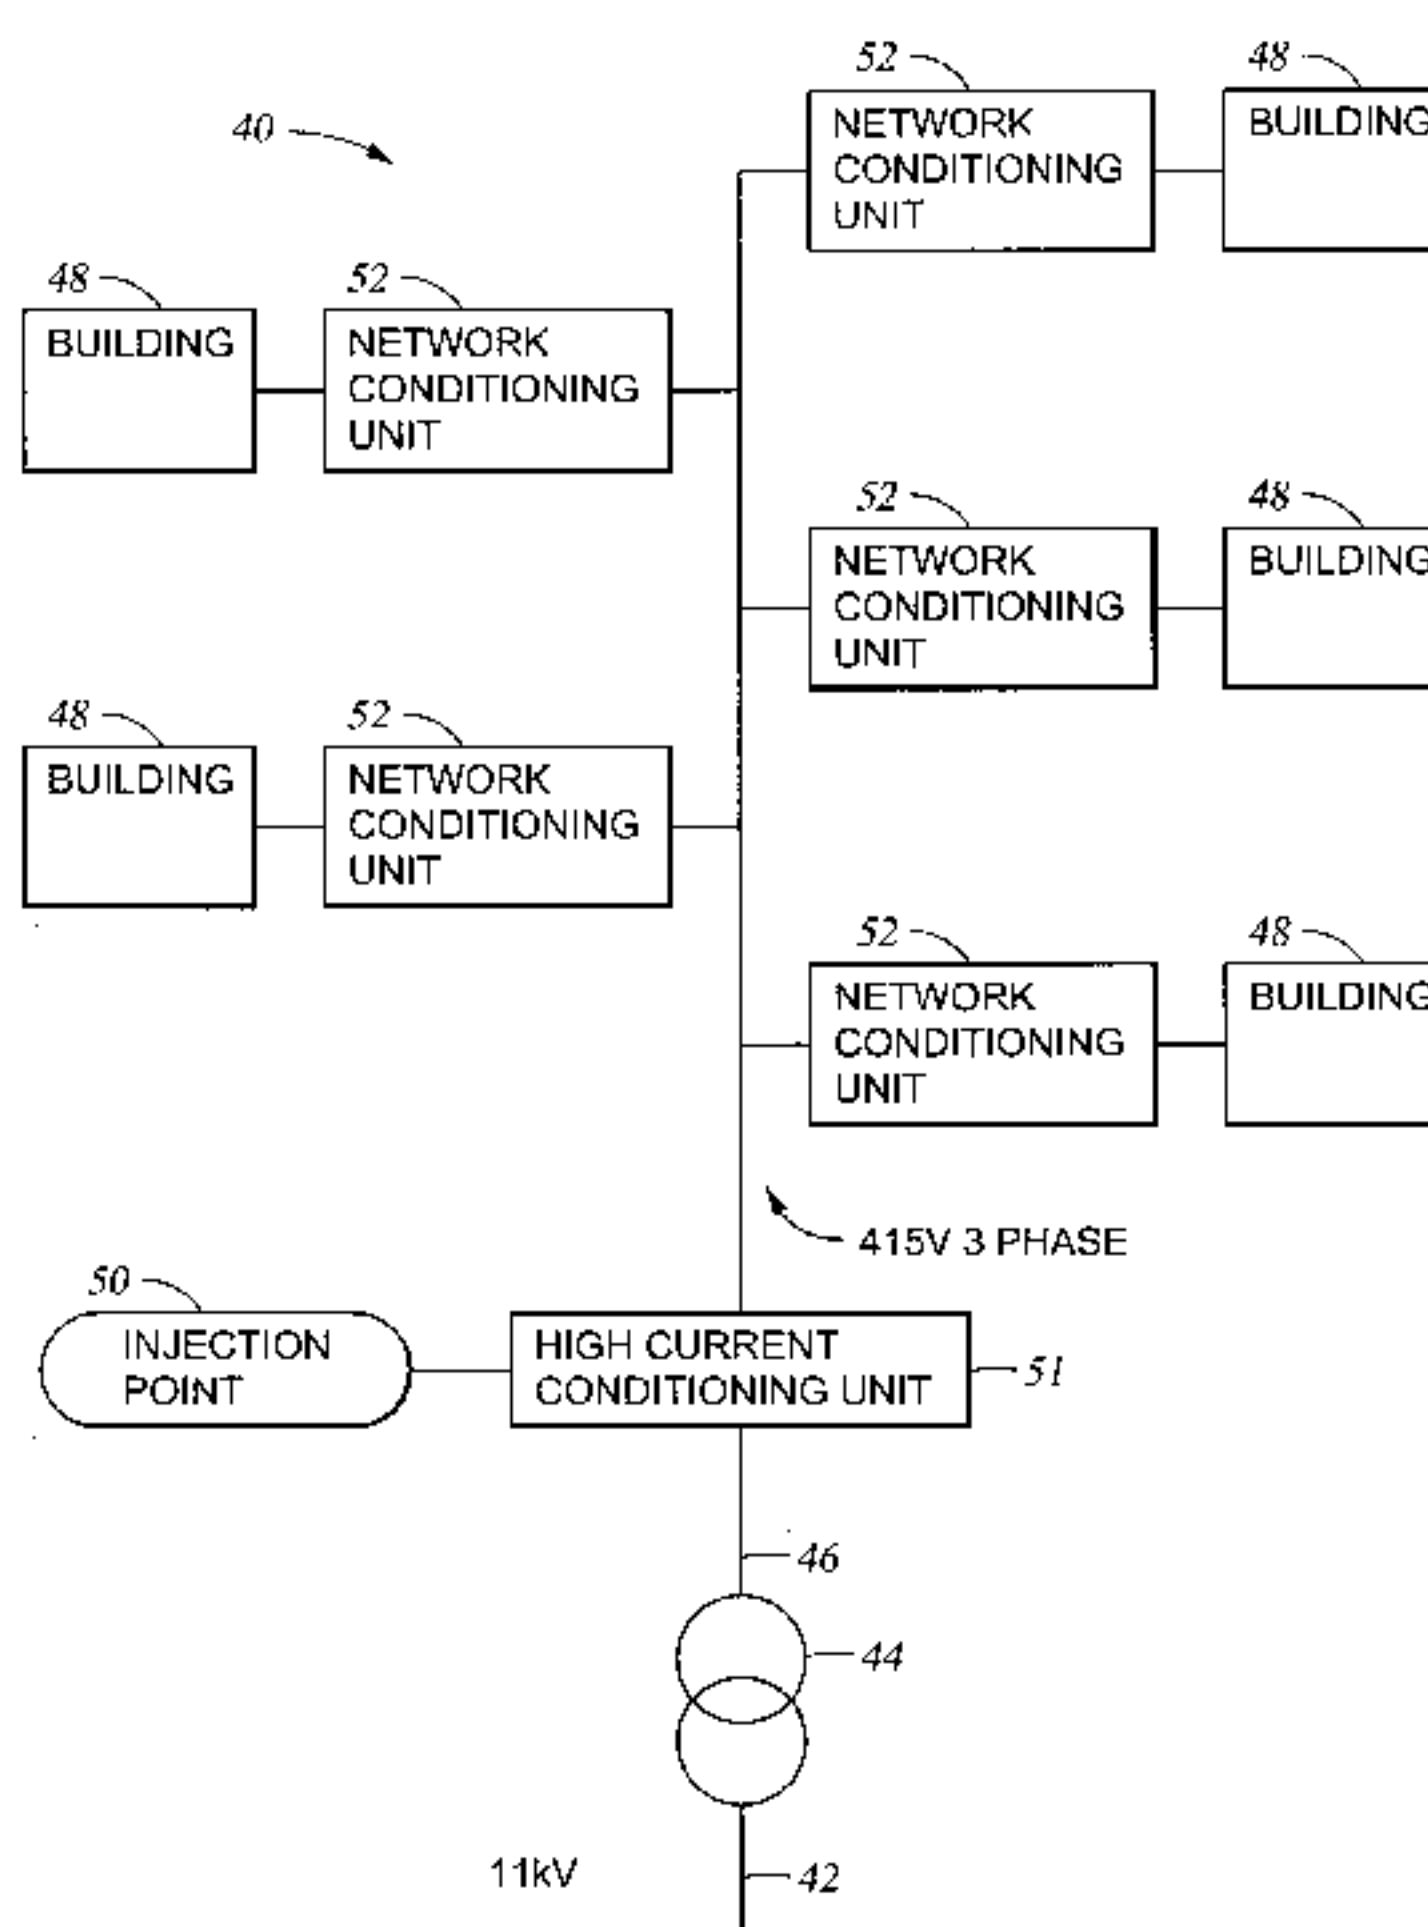 52
48
40
NETWORK
CONDITIONING
UNIT
BUILDING
48
52
BUILDING
NETWORK
CONDITIONING
UNIT
52
48
NETWORK
CONDITIONING
UNIT
BUILDING
48
52
BUILDING
NETWORK
CONDITIONING
UNIT
52
48
NETWORK
CONDITIONING
UNIT
BUILDING
415V 3 PHASE
50
INJECTION
POINT
HIGH CURRENT
CONDITIONING UNIT
51
46
44
11kV
42